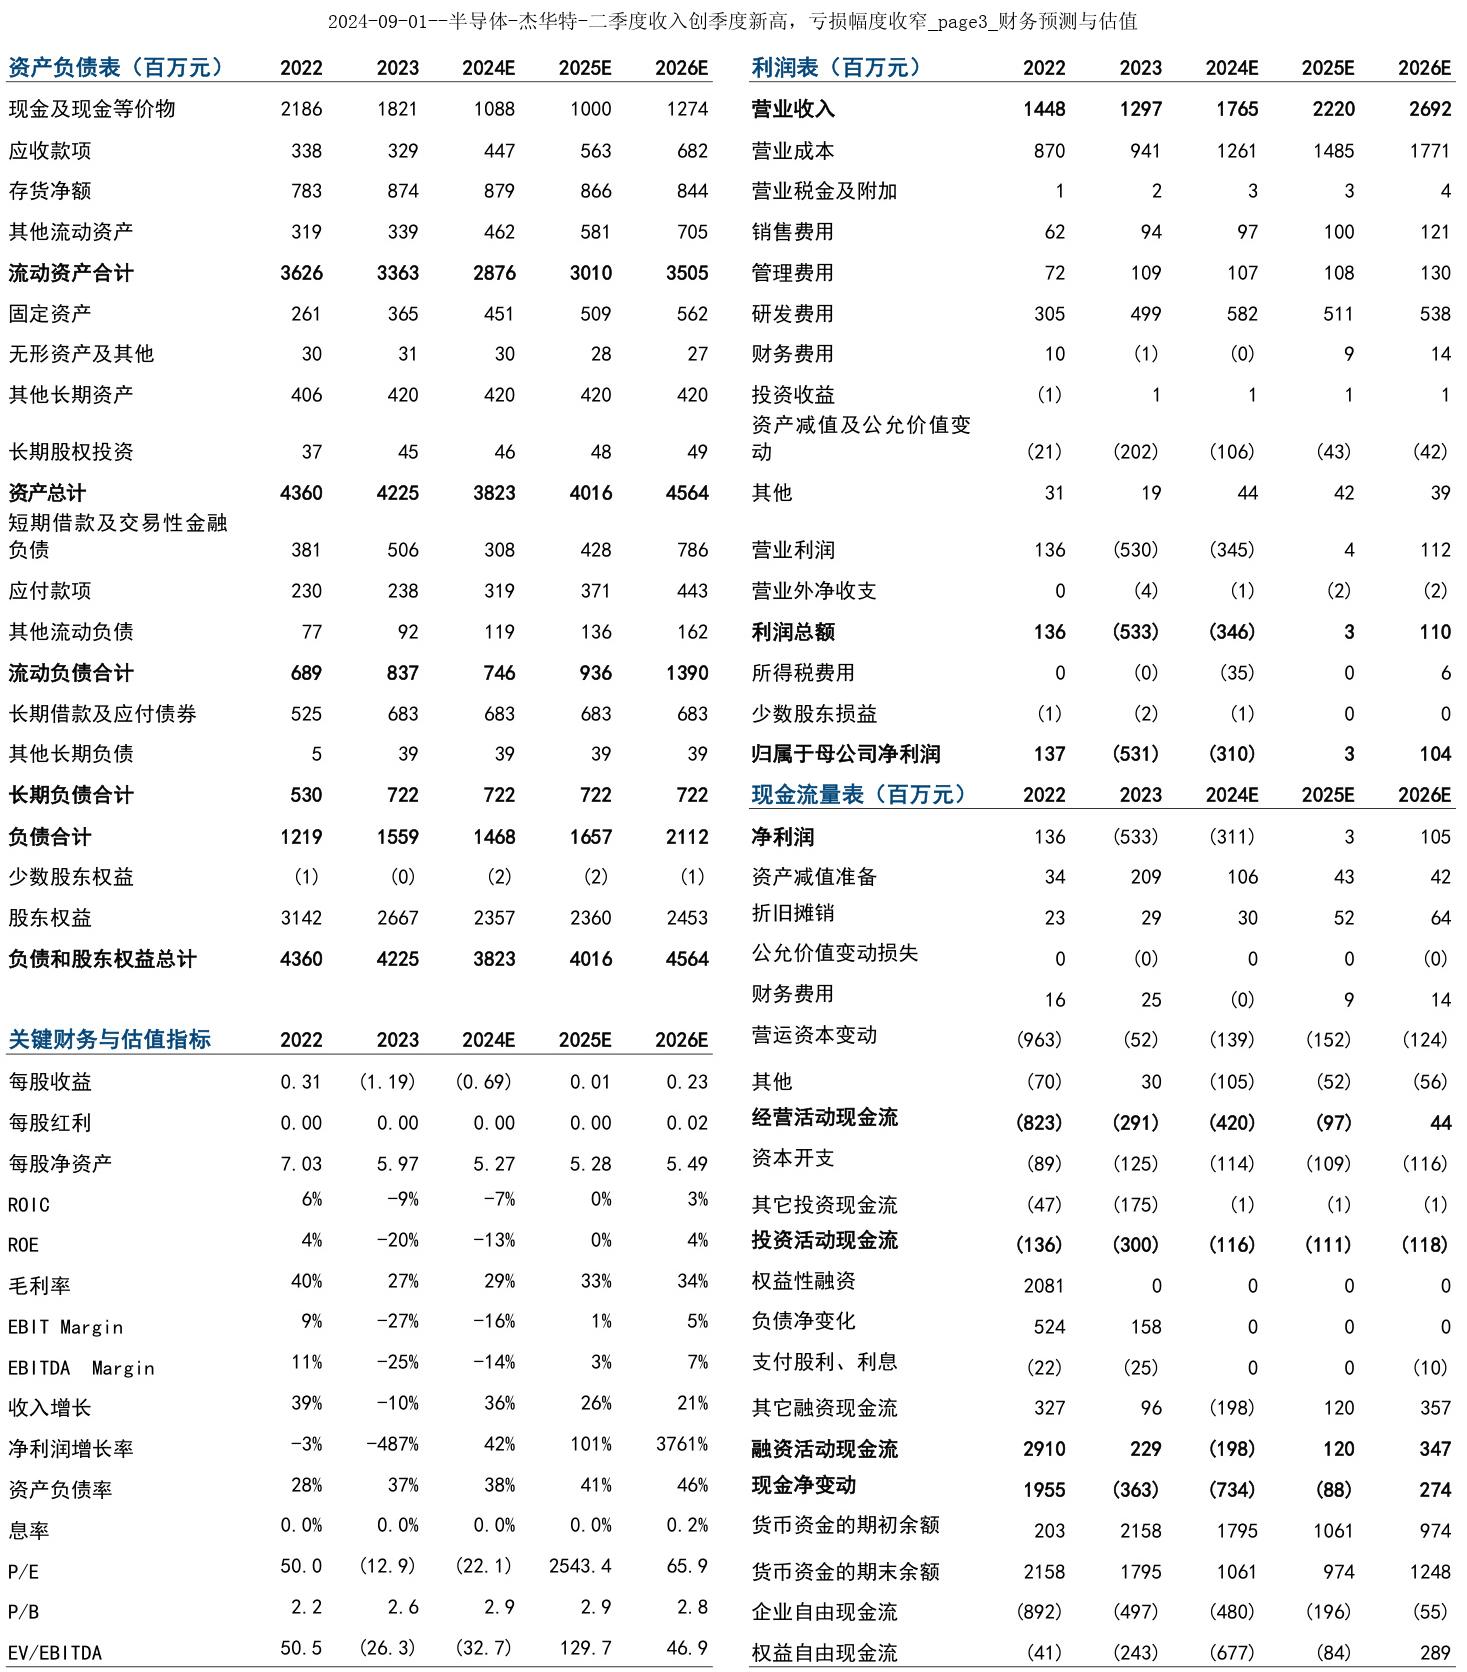 2024-09-01--半导体-杰华特-二季度收入创季度新高，亏损幅度收窄_page3_财务预测与估值
资产负债表（百万元） 2022 2023 2024E 2025E 2026E
现金及现金等价物 2186 1821 1088 1000 1274
应收款项 338 329 447 563 682
存货净额 783 874 879 866 844
其他流动资产 319 339 462 581 705
流动资产合计 3626 3363 2876 3010 3505
固定资产 261 365 451 509 562
无形资产及其他 30 31 30 28 27
其他长期资产 406 420 420 420 420
长期股权投资 37 45 46 48 49
资产总计 4360 4225 3823 4016 4564
短期借款及交易性金融
负债 381 506 308 428 786
应付款项 230 238 319 371 443
其他流动负债 77 92 119 136 162
流动负债合计 689 837 746 936 1390
长期借款及应付债券 525 683 683 683 683
其他长期负债 5 39 39 39 39
长期负债合计 530 722 722 722 722
负债合计 1219 1559 1468 1657 2112
少数股东权益 (1) (0) (2) (2) (1)
股东权益 3142 2667 2357 2360 2453
负债和股东权益总计 4360 4225 3823 4016 4564
关键财务与估值指标 2022 2023 2024E 2025E 2026E
每股收益 0.31 (1.19) (0.69) 0.01 0.23
每股红利 0.00 0.00 0.00 0.00 0.02
每股净资产 7.03 5.97 5.27 5.28 5.49
ROIC 6% -9% -7% 0% 3%
ROE 4% -20% -13% 0% 4%
毛利率 40% 27% 29% 33% 34%
EBIT Margin 9% -27% -16% 1% 5%
EBITDA Margin 11% -25% -14% 3% 7%
收入增长 39% -10% 36% 26% 21%
净利润增长率 -3% -487% 42% 101% 3761%
资产负债率 28% 37% 38% 41% 46%
息率 0.0% 0.0% 0.0% 0.0% 0.2%
P/E 50.0 (12.9) (22.1) 2543.4 65.9
P/B 2.2 2.6 2.9 2.9 2.8
EV/EBITDA 50.5 (26.3) (32.7) 129.7 46.9
利润表（百万元） 2022 2023 2024E 2025E 2026E
营业收入 1448 1297 1765 2220 2692
营业成本 870 941 1261 1485 1771
营业税金及附加 1 2 3 3 4
销售费用 62 94 97 100 121
管理费用 72 109 107 108 130
研发费用 305 499 582 511 538
财务费用 10 (1) (0) 9 14
投资收益 (1) 1 1 1 1
资产减值及公允价值变
动 (21) (202) (106) (43) (42)
其他 31 19 44 42 39
营业利润 136 (530) (345) 4 112
营业外净收支 0 (4) (1) (2) (2)
利润总额 136 (533) (346) 3 110
所得税费用 0 (0) (35) 0 6
少数股东损益 (1) (2) (1) 0 0
归属于母公司净利润 137 (531) (310) 3 104
现金流量表（百万元） 2022 2023 2024E 2025E 2026E
净利润 136 (533) (311) 3 105
资产减值准备 34 209 106 43 42
折旧摊销 23 29 30 52 64
公允价值变动损失 0 (0) 0 0 (0)
财务费用 16 25 (0) 9 14
营运资本变动 (963) (52) (139) (152) (124)
其他 (70) 30 (105) (52) (56)
经营活动现金流 (823) (291) (420) (97) 44
资本开支 (89) (125) (114) (109) (116)
其它投资现金流 (47) (175) (1) (1) (1)
投资活动现金流 (136) (300) (116) (111) (118)
权益性融资 2081 0 0 0 0
负债净变化 524 158 0 0 0
支付股利、利息 (22) (25) 0 0 (10)
其它融资现金流 327 96 (198) 120 357
融资活动现金流 2910 229 (198) 120 347
现金净变动 1955 (363) (734) (88) 274
货币资金的期初余额 203 2158 1795 1061 974
货币资金的期末余额 2158 1795 1061 974 1248
企业自由现金流 (892) (497) (480) (196) (55)
权益自由现金流 (41) (243) (677) (84) 289